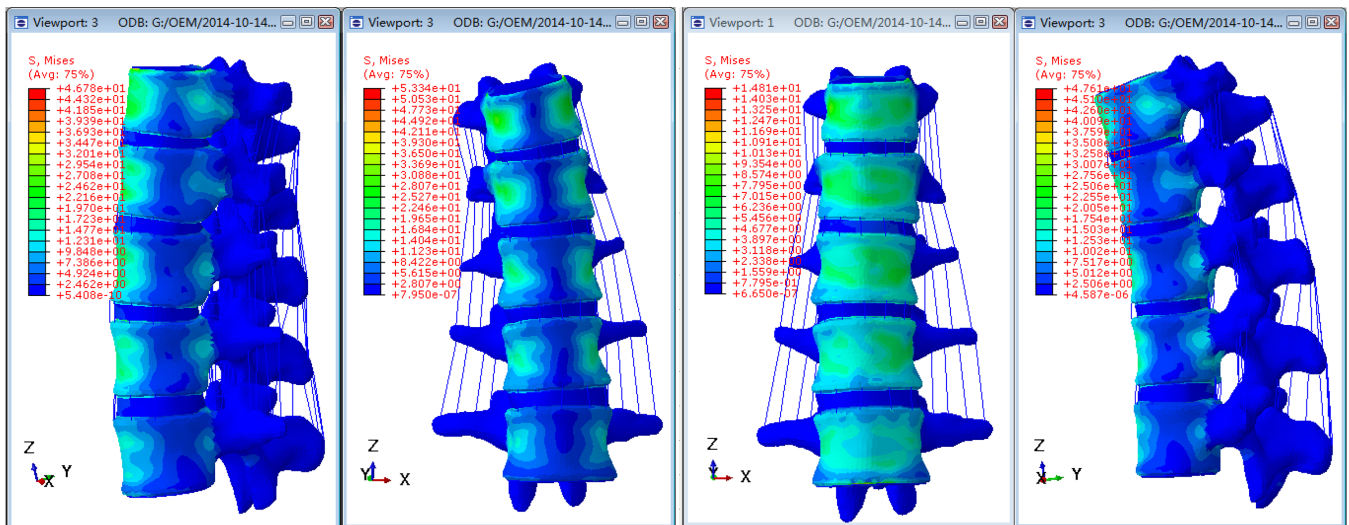 Viewport: 3 ODB: G:/OEM/2014-10-14...
S, Mises
(Avg: 75%)
+4.678e+01
+4.432e+01
+4.185e+01
+3.939e+01
+3.693e+01
+3.447e+01
+3.201e+01
+2.954e+01
+2.708e+01
+2.462e+01
+2.216e+01
+1.970e+01
+1.723e+01
+1.477e+01
+1.231e+01
+9.848e+00
+7.386e+00
+4.924e+00
+2.462e+00
+5.408e-10
Z
Y
X
Viewport: 3 ODB: G:/OEM/2014-10-14...
S, Mises
(Avg: 75%)
+5.334e+01
+5.053e+01
+4.773e+01
+4.492e+01
+4.211e+01
+3.930e+01
+3.650e+01
+3.369e+01
+3.088e+01
+2.807e+01
+2.527e+01
+2.246e+01
+1.965e+01
+1.684e+01
+1.404e+01
+1.123e+01
+8.422e+00
+5.615e+00
+2.807e+00
+7.950e-07
Z
Y
X
Viewport: 1 ODB: G:/OEM/2014-10-14...
S, Mises
(Avg: 75%)
+1.481e+01
+1.403e+01
+1.325e+01
+1.247e+01
+1.169e+01
+1.091e+01
+1.013e+01
+9.354e+00
+8.574e+00
+7.795e+00
+7.015e+00
+6.236e+00
+5.456e+00
+4.677e+00
+3.897e+00
+3.118e+00
+2.338e+00
+1.559e+00
+7.795e-01
+6.650e-07
Z
Y
X
Viewport: 3 ODB: G:/OEM/2014-10-14...
S, Mises
(Avg: 75%)
+4.761e+01
+4.510e+01
+4.260e+01
+4.009e+01
+3.759e+01
+3.508e+01
+3.258e+01
+3.007e+01
+2.756e+01
+2.506e+01
+2.255e+01
+2.005e+01
+1.754e+01
+1.503e+01
+1.253e+01
+1.002e+01
+7.517e+00
+5.012e+00
+2.506e+00
+4.587e-06
Z
X
Y